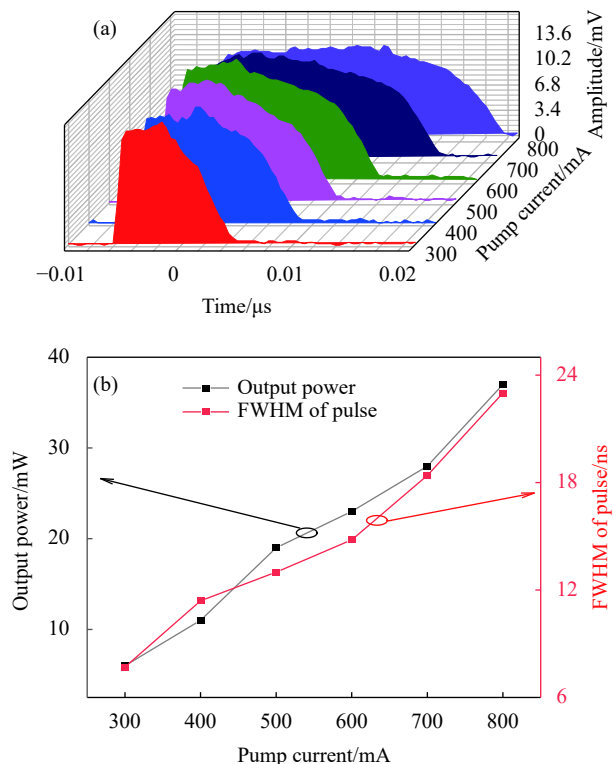 (a)
13.6
10.2
6.8
3.4
0
Amplitude/mV
800
700
600
500
400
300
Pump current/mA
−0.01
0
0.01
0.02
Time/μs
(b)
Output power
FWHM of pulse
40
30
20
10
Output power/mW
24
18
12
6
FWHM of pulse/ns
300
400
500
600
700
800
Pump current/mA